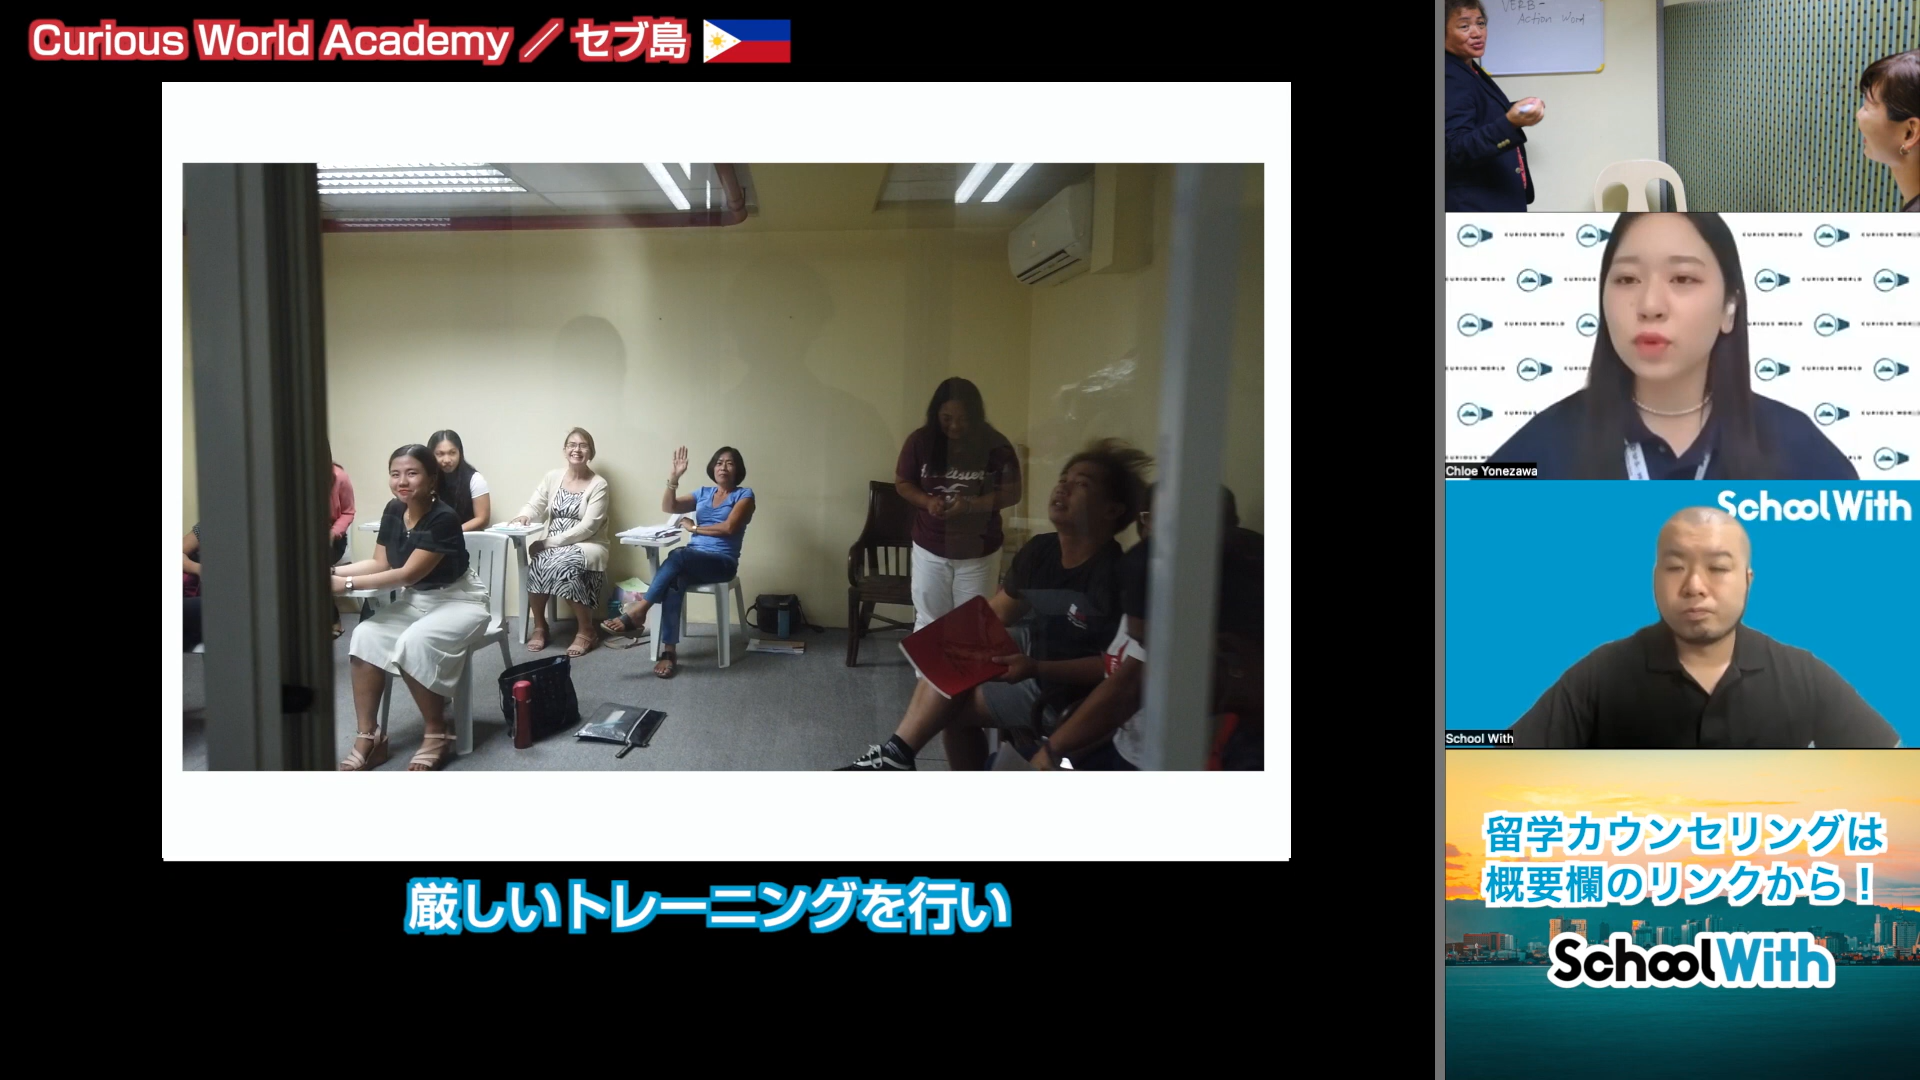 Curious World Academy ／ セブ島
厳しいトレーニングを行い
VERB-
Action Word
CURIOUS WORLD
Chloe Yonezawa
SchoolWith
School With
留学カウンセリングは
概要欄のリンクから！
SchoolWith